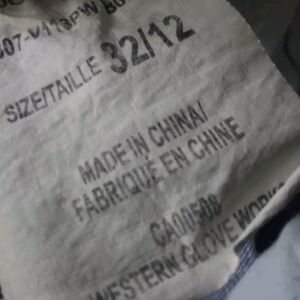 SIZE/TAILLE 32/12
MADE IN CHINA/
FABRIQUÉ EN CHINE
CA00508
WESTERN GLOVE WORKS